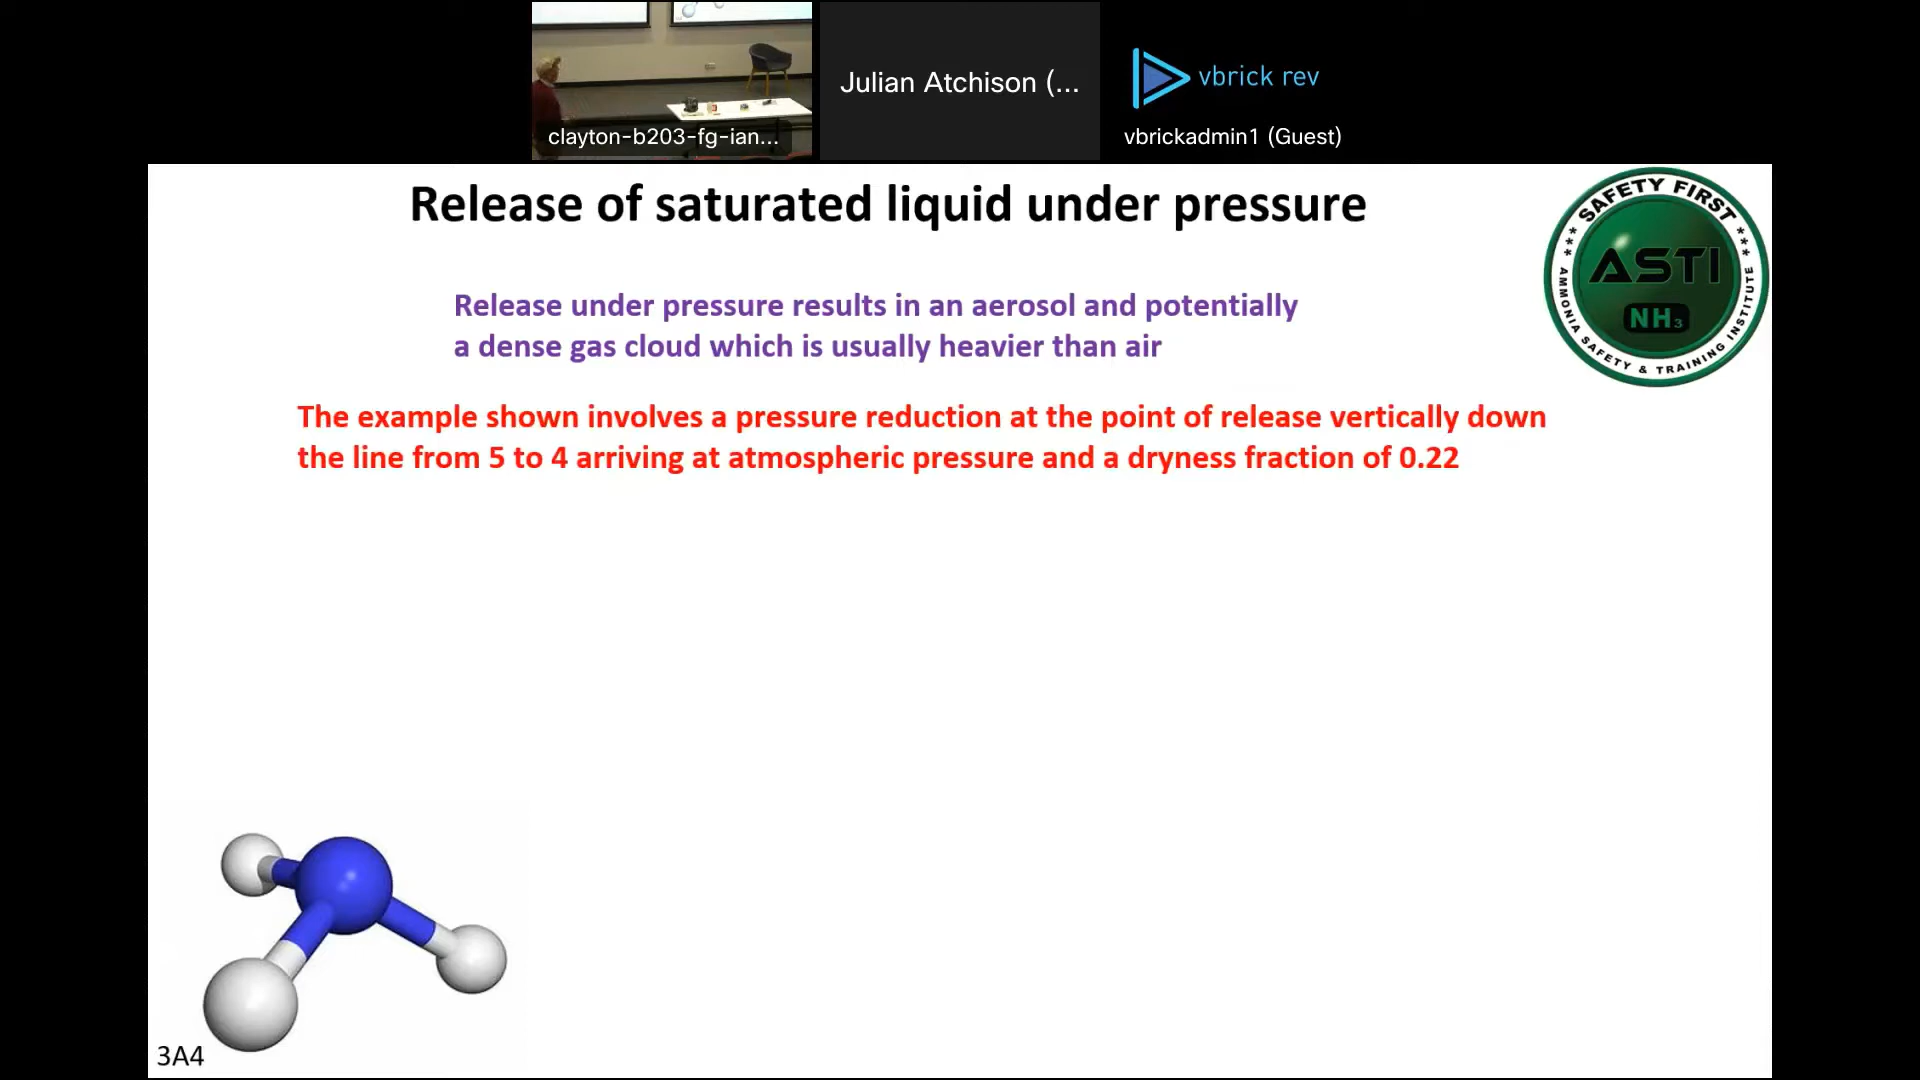 clayton-b203-fg-ian...
Julian Atchison (...
vbrick rev
vbrickadmin1 (Guest)
Release of saturated liquid under pressure
SAFETY FIRST
ASTI
NH₃
AMMONIA SAFETY & TRAINING INSTITUTE
Release under pressure results in an aerosol and potentially
a dense gas cloud which is usually heavier than air
The example shown involves a pressure reduction at the point of release vertically down
the line from 5 to 4 arriving at atmospheric pressure and a dryness fraction of 0.22
3A4